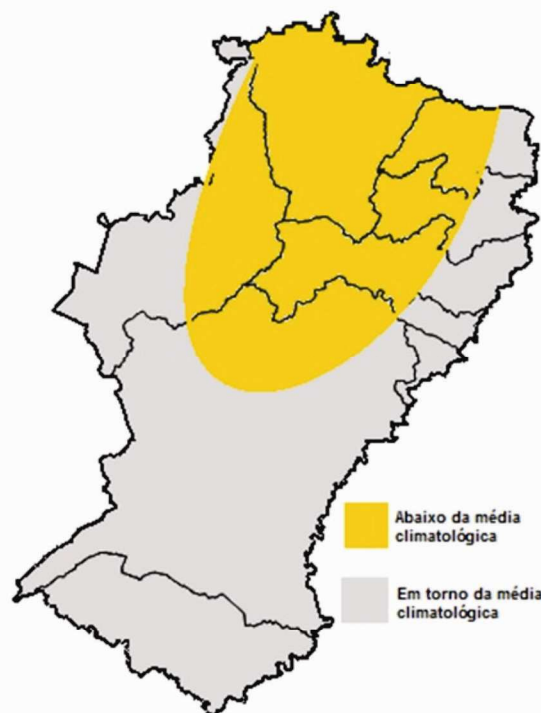 Abaixo da média
climatológica
Em torno da média
climatológica